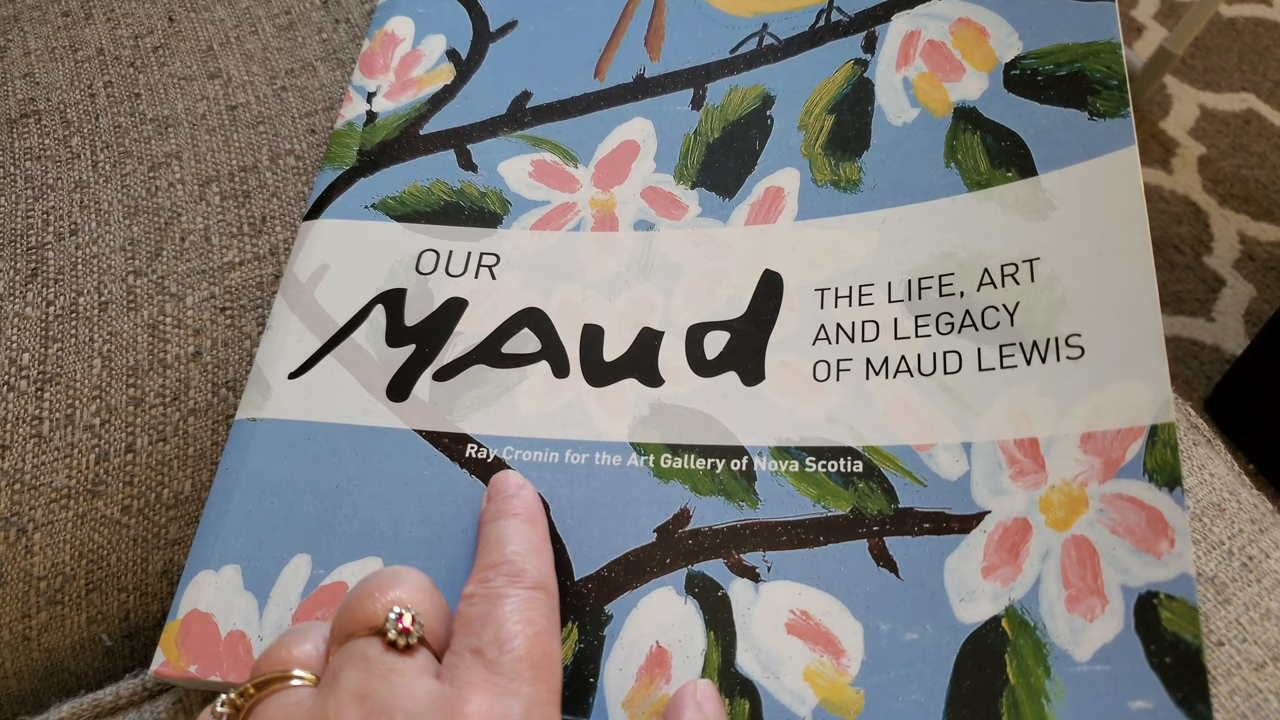 OUR
Maud
THE LIFE, ART
AND LEGACY
OF MAUD LEWIS
Ray Cronin for the Art Gallery of Nova Scotia